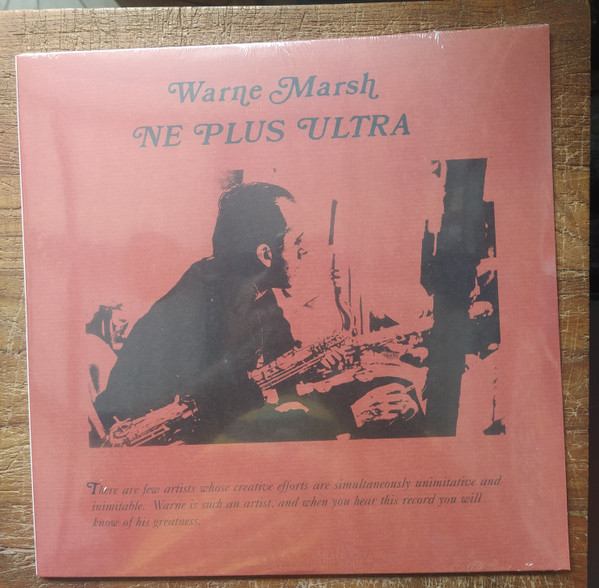 Warne Marsh
NE PLUS ULTRA
There are few artists whose creative efforts are simultaneously unimitative and
inimitable. Warne is such an artist, and when you hear this record you will
know of his greatness.